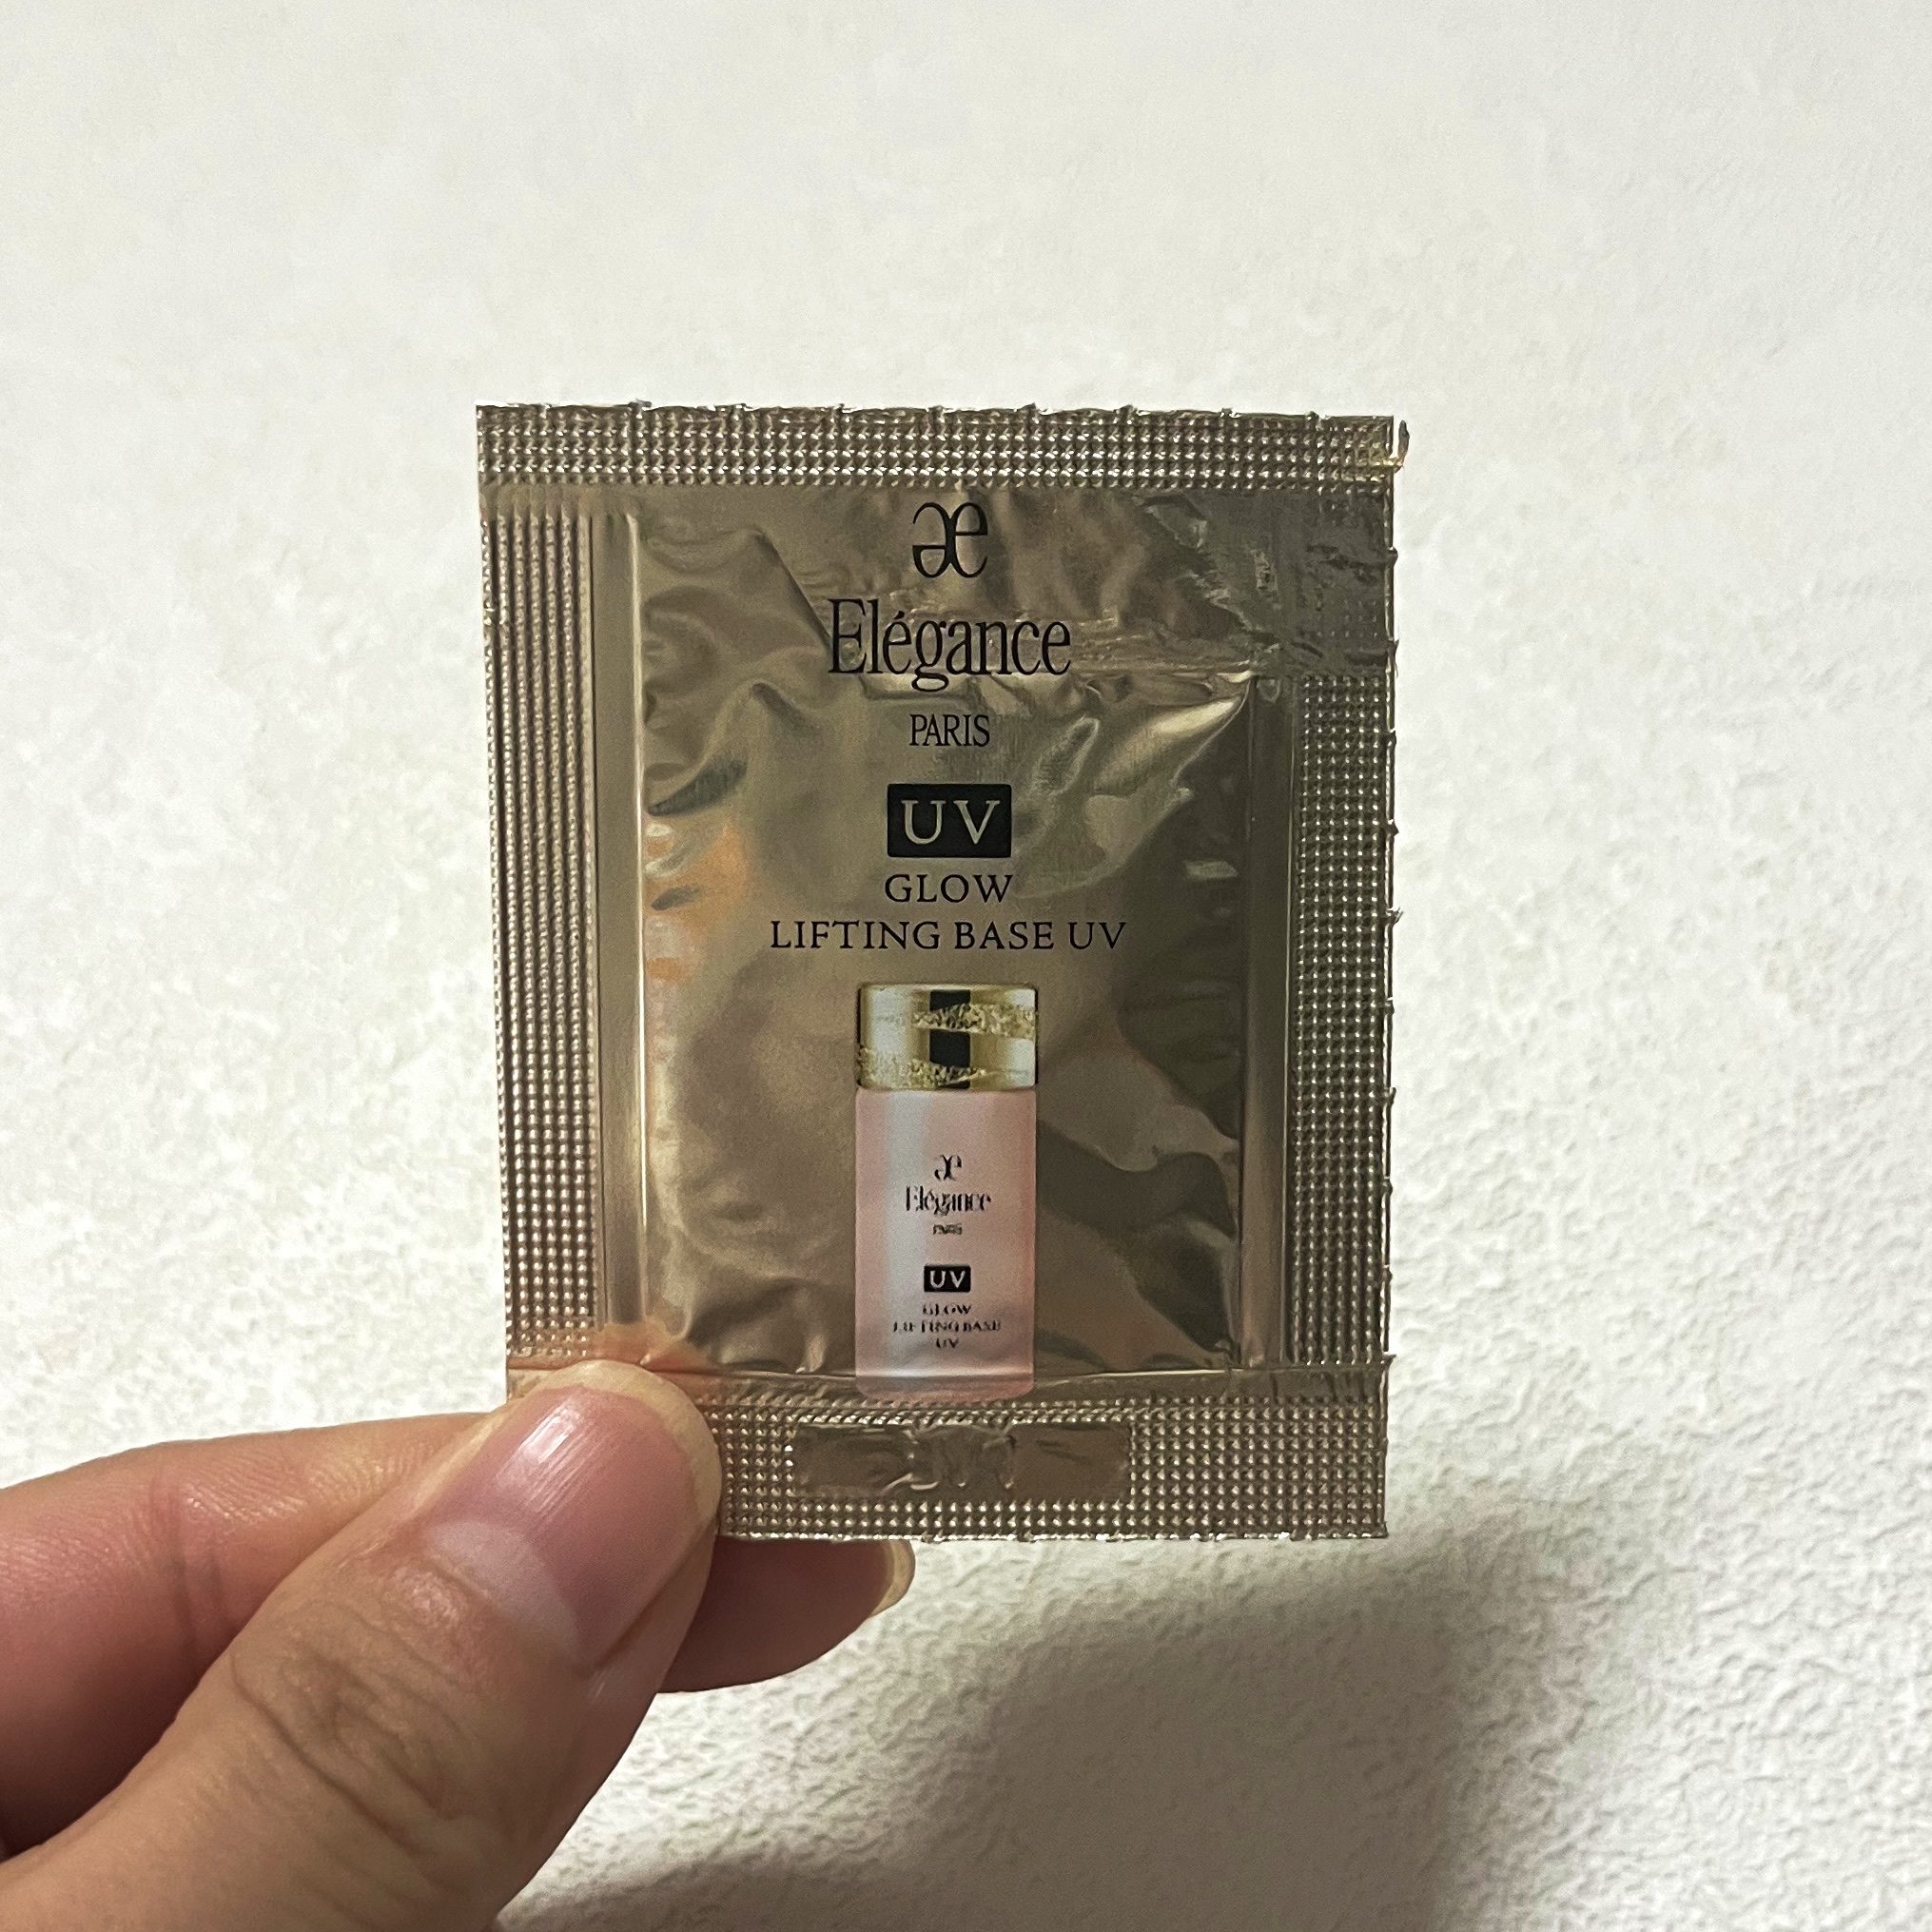 æ
Elégance
PARIS
UV
GLOW
LIFTING BASE UV
æ
Elégance
PARIS
UV
GLOW
LIFTING BASE
UV